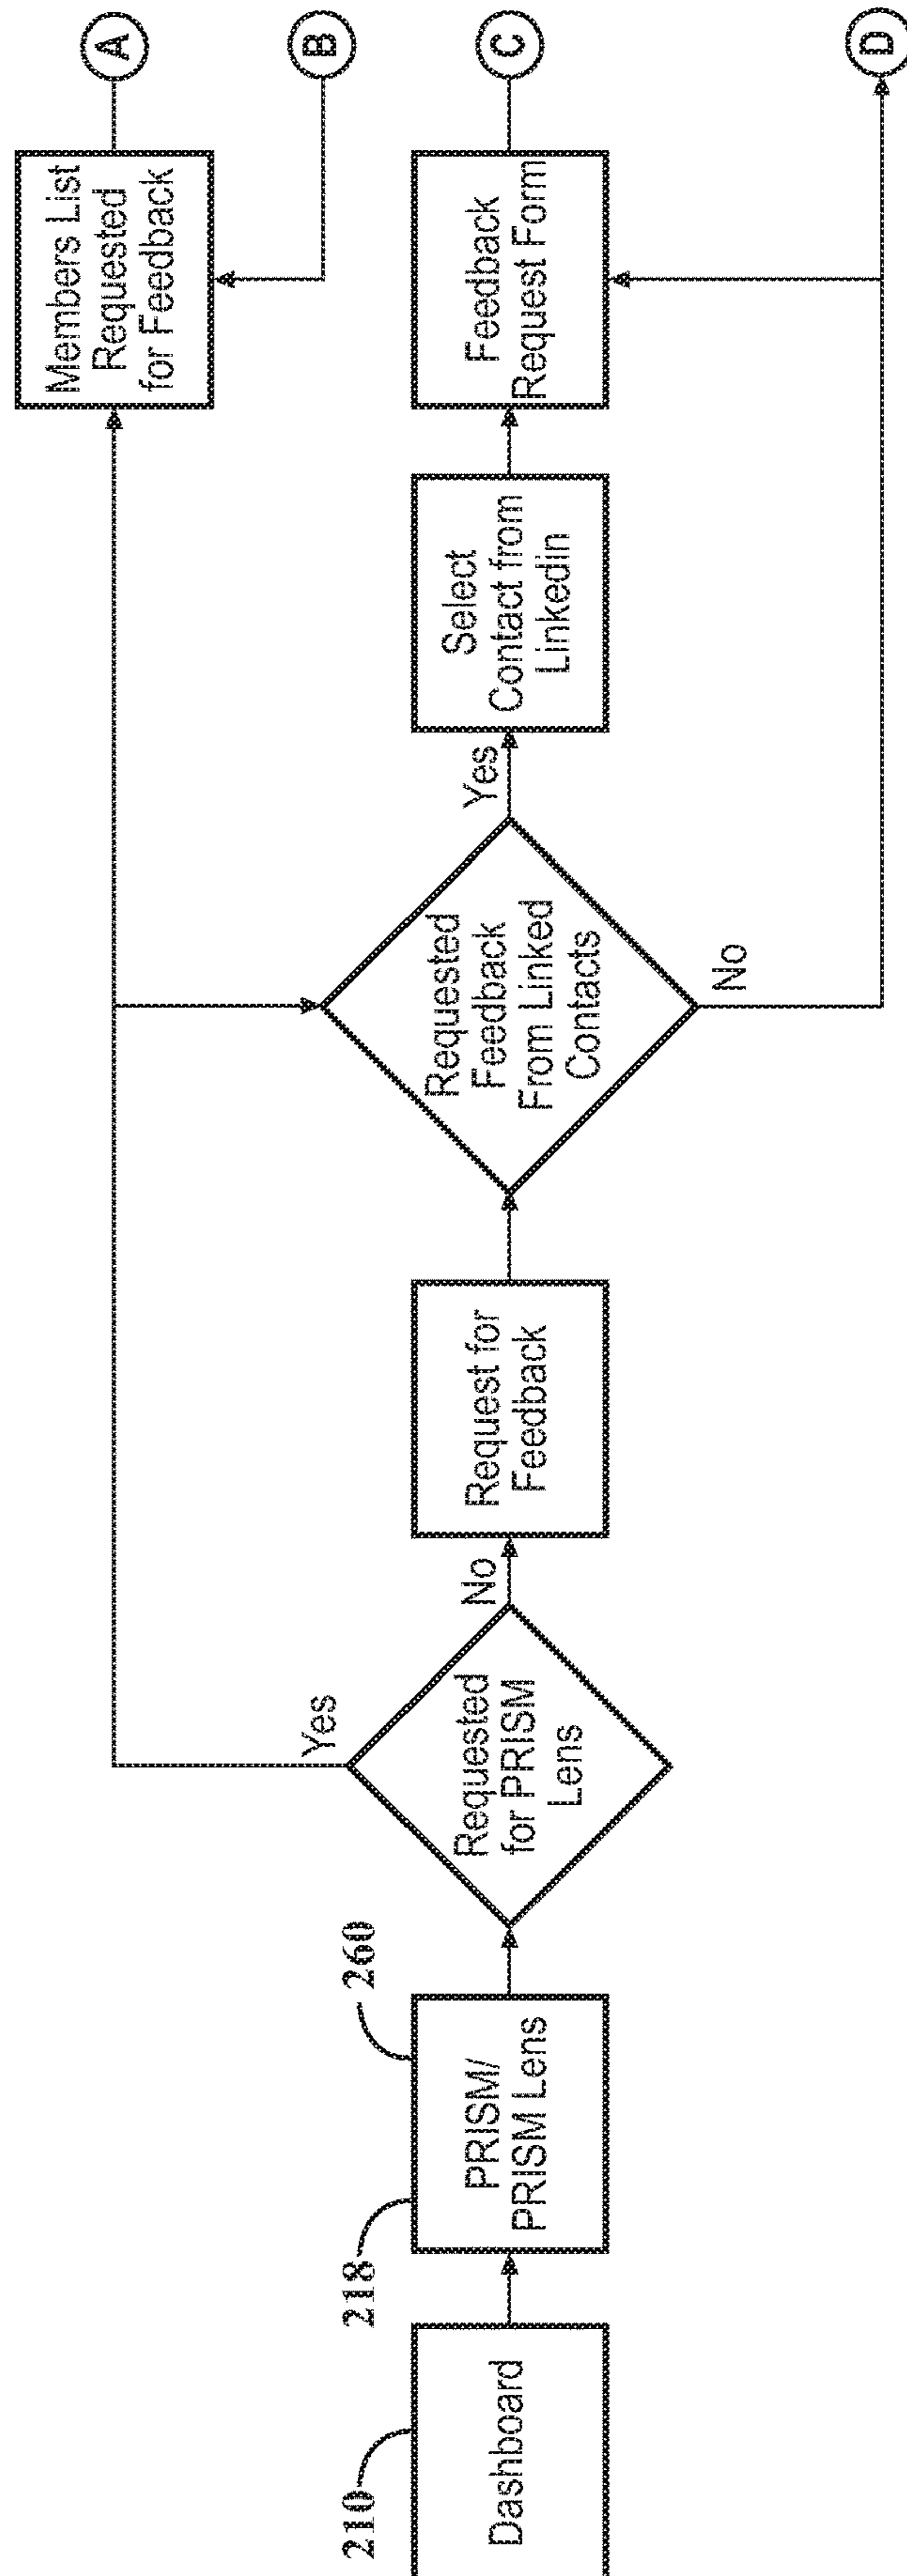 210
Dashboard
218
260
PRISM/
PRISM Lens
Requested
for PRISM
Lens
Yes
No
Request for
Feedback
Requested
Feedback
From Linked
Contacts
Yes
No
Select
Contact from
Linkedin
Members List
Requested
for Feedback
Feedback
Request Form
A
B
C
D